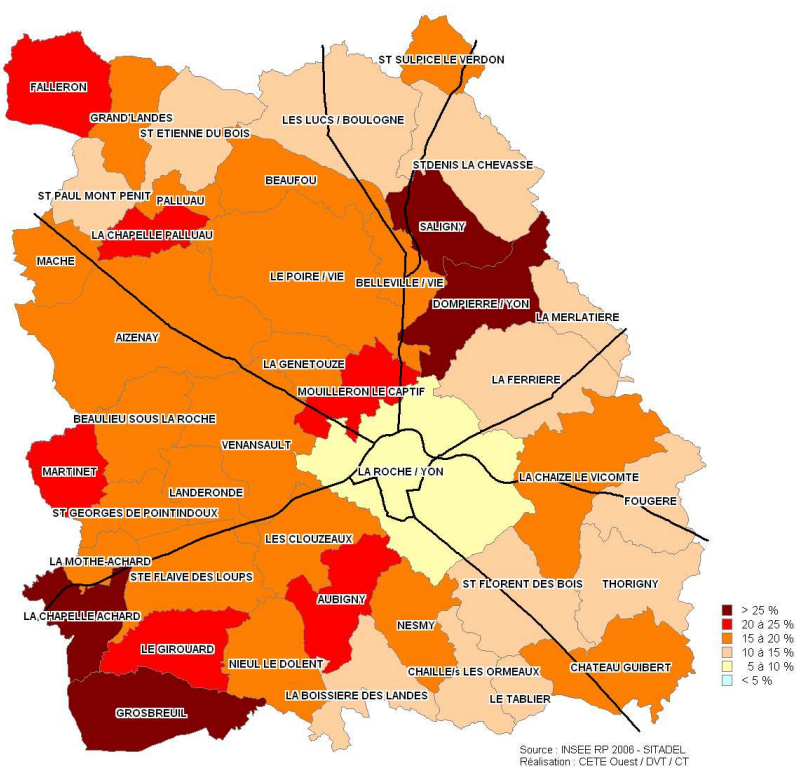 ST SULPICE LE VERDON
FALLERON
GRAND'LANDES
LES LUCS / BOULOGNE
ST ETIENNE DU BOIS
ST DENIS LA CHEVASSE
BEAUFOU
ST PAUL MONT PENIT
PALLUAU
SALIGNY
LA CHAPELLE PALLUAU
MACHE
LE POIRE / VIE
BELLEVILLE / VIE
DOMPIERRE / YON
LA MERLATIERE
AIZENAY
LA GENETOUZE
LA FERRIERE
MOUILLERON LE CAPTIF
BEAULIEU SOUS LA ROCHE
VENANSAULT
MARTINET
LA ROCHE / YON
LA CHAIZE LE VICOMTE
LANDERONDE
FOUGERE
ST GEORGES DE POINTINDOUX
LES CLOUZEAUX
LA MOTHE-ACHARD
STE FLAIVE DES LOUPS
ST FLORENT DES BOIS
THORIGNY
AUBIGNY
LA CHAPELLE ACHARD
NESMY
LE GIROUARD
NIEUL LE DOLENT
CHAILLE/s LES ORMEAUX
CHATEAU GUIBERT
LA BOISSIERE DES LANDES
LE TABLIER
GROSBREUIL
> 25 %
20 à 25 %
15 à 20 %
10 à 15 %
5 à 10 %
< 5 %
Source : INSEE RP 2006 - SITADEL
Réalisation : CETE Ouest / DVT / CT